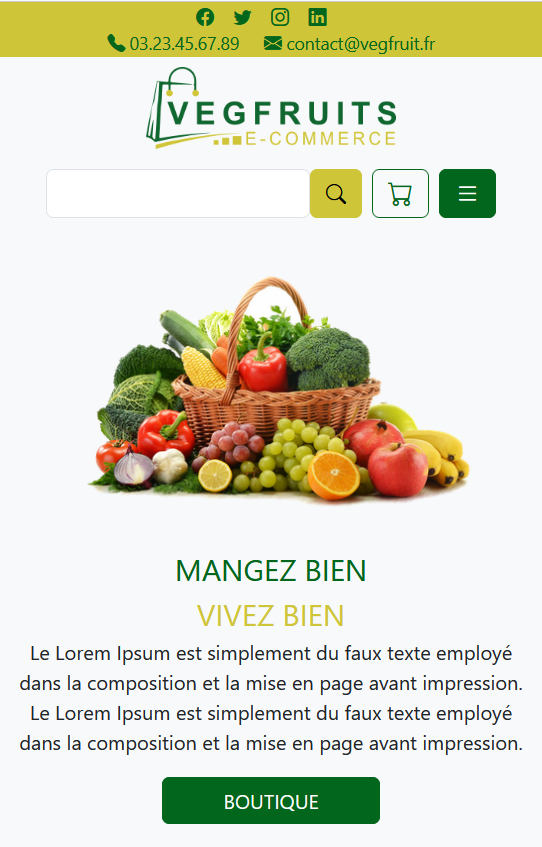 03.23.45.67.89 contact@vegfruit.fr
VEGFRUITS
E-COMMERCE
MANGEZ BIEN
VIVEZ BIEN
Le Lorem Ipsum est simplement du faux texte employé
dans la composition et la mise en page avant impression.
Le Lorem Ipsum est simplement du faux texte employé
dans la composition et la mise en page avant impression.
BOUTIQUE